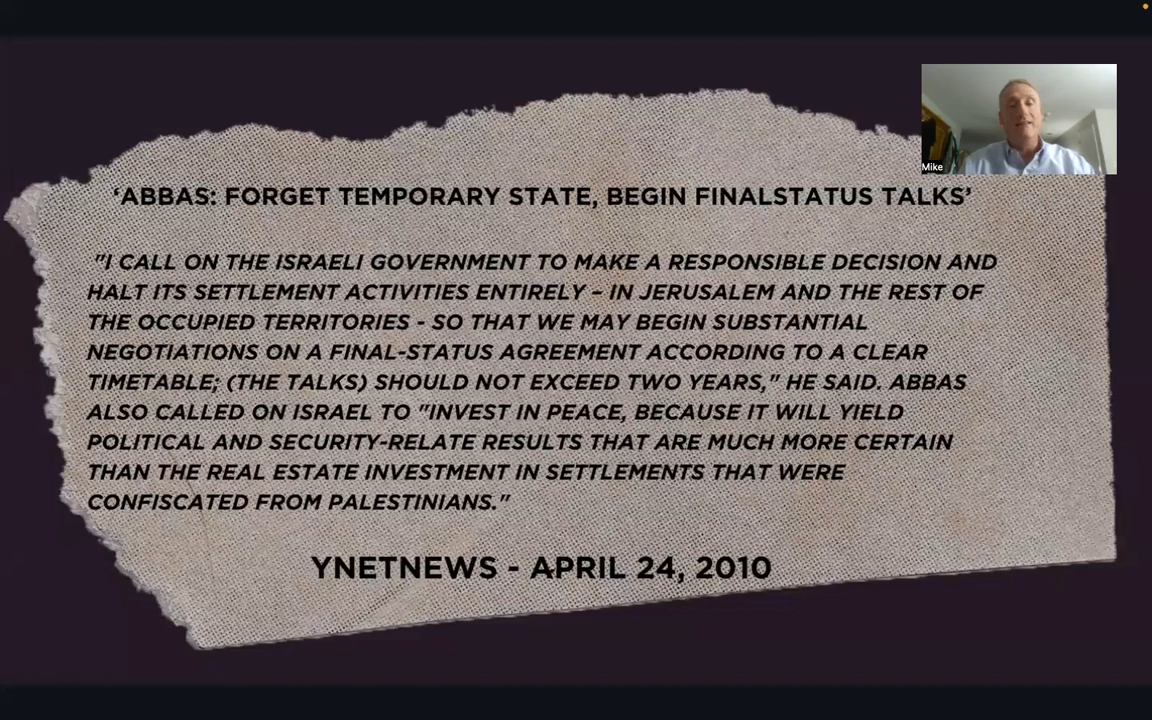 Mike
‘ABBAS: FORGET TEMPORARY STATE, BEGIN FINALSTATUS TALKS’
"I CALL ON THE ISRAELI GOVERNMENT TO MAKE A RESPONSIBLE DECISION AND
HALT ITS SETTLEMENT ACTIVITIES ENTIRELY – IN JERUSALEM AND THE REST OF
THE OCCUPIED TERRITORIES - SO THAT WE MAY BEGIN SUBSTANTIAL
NEGOTIATIONS ON A FINAL-STATUS AGREEMENT ACCORDING TO A CLEAR
TIMETABLE; (THE TALKS) SHOULD NOT EXCEED TWO YEARS," HE SAID. ABBAS
ALSO CALLED ON ISRAEL TO "INVEST IN PEACE, BECAUSE IT WILL YIELD
POLITICAL AND SECURITY-RELATE RESULTS THAT ARE MUCH MORE CERTAIN
THAN THE REAL ESTATE INVESTMENT IN SETTLEMENTS THAT WERE
CONFISCATED FROM PALESTINIANS."
YNETNEWS - APRIL 24, 2010